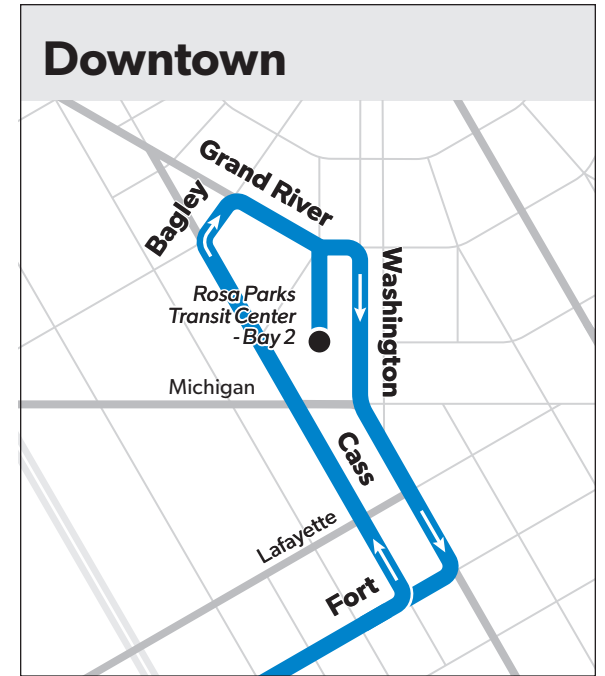 Downtown
Grand River
Bagley
Washington
Rosa Parks
Transit Center
- Bay 2
Michigan
Cass
Lafayette
Fort